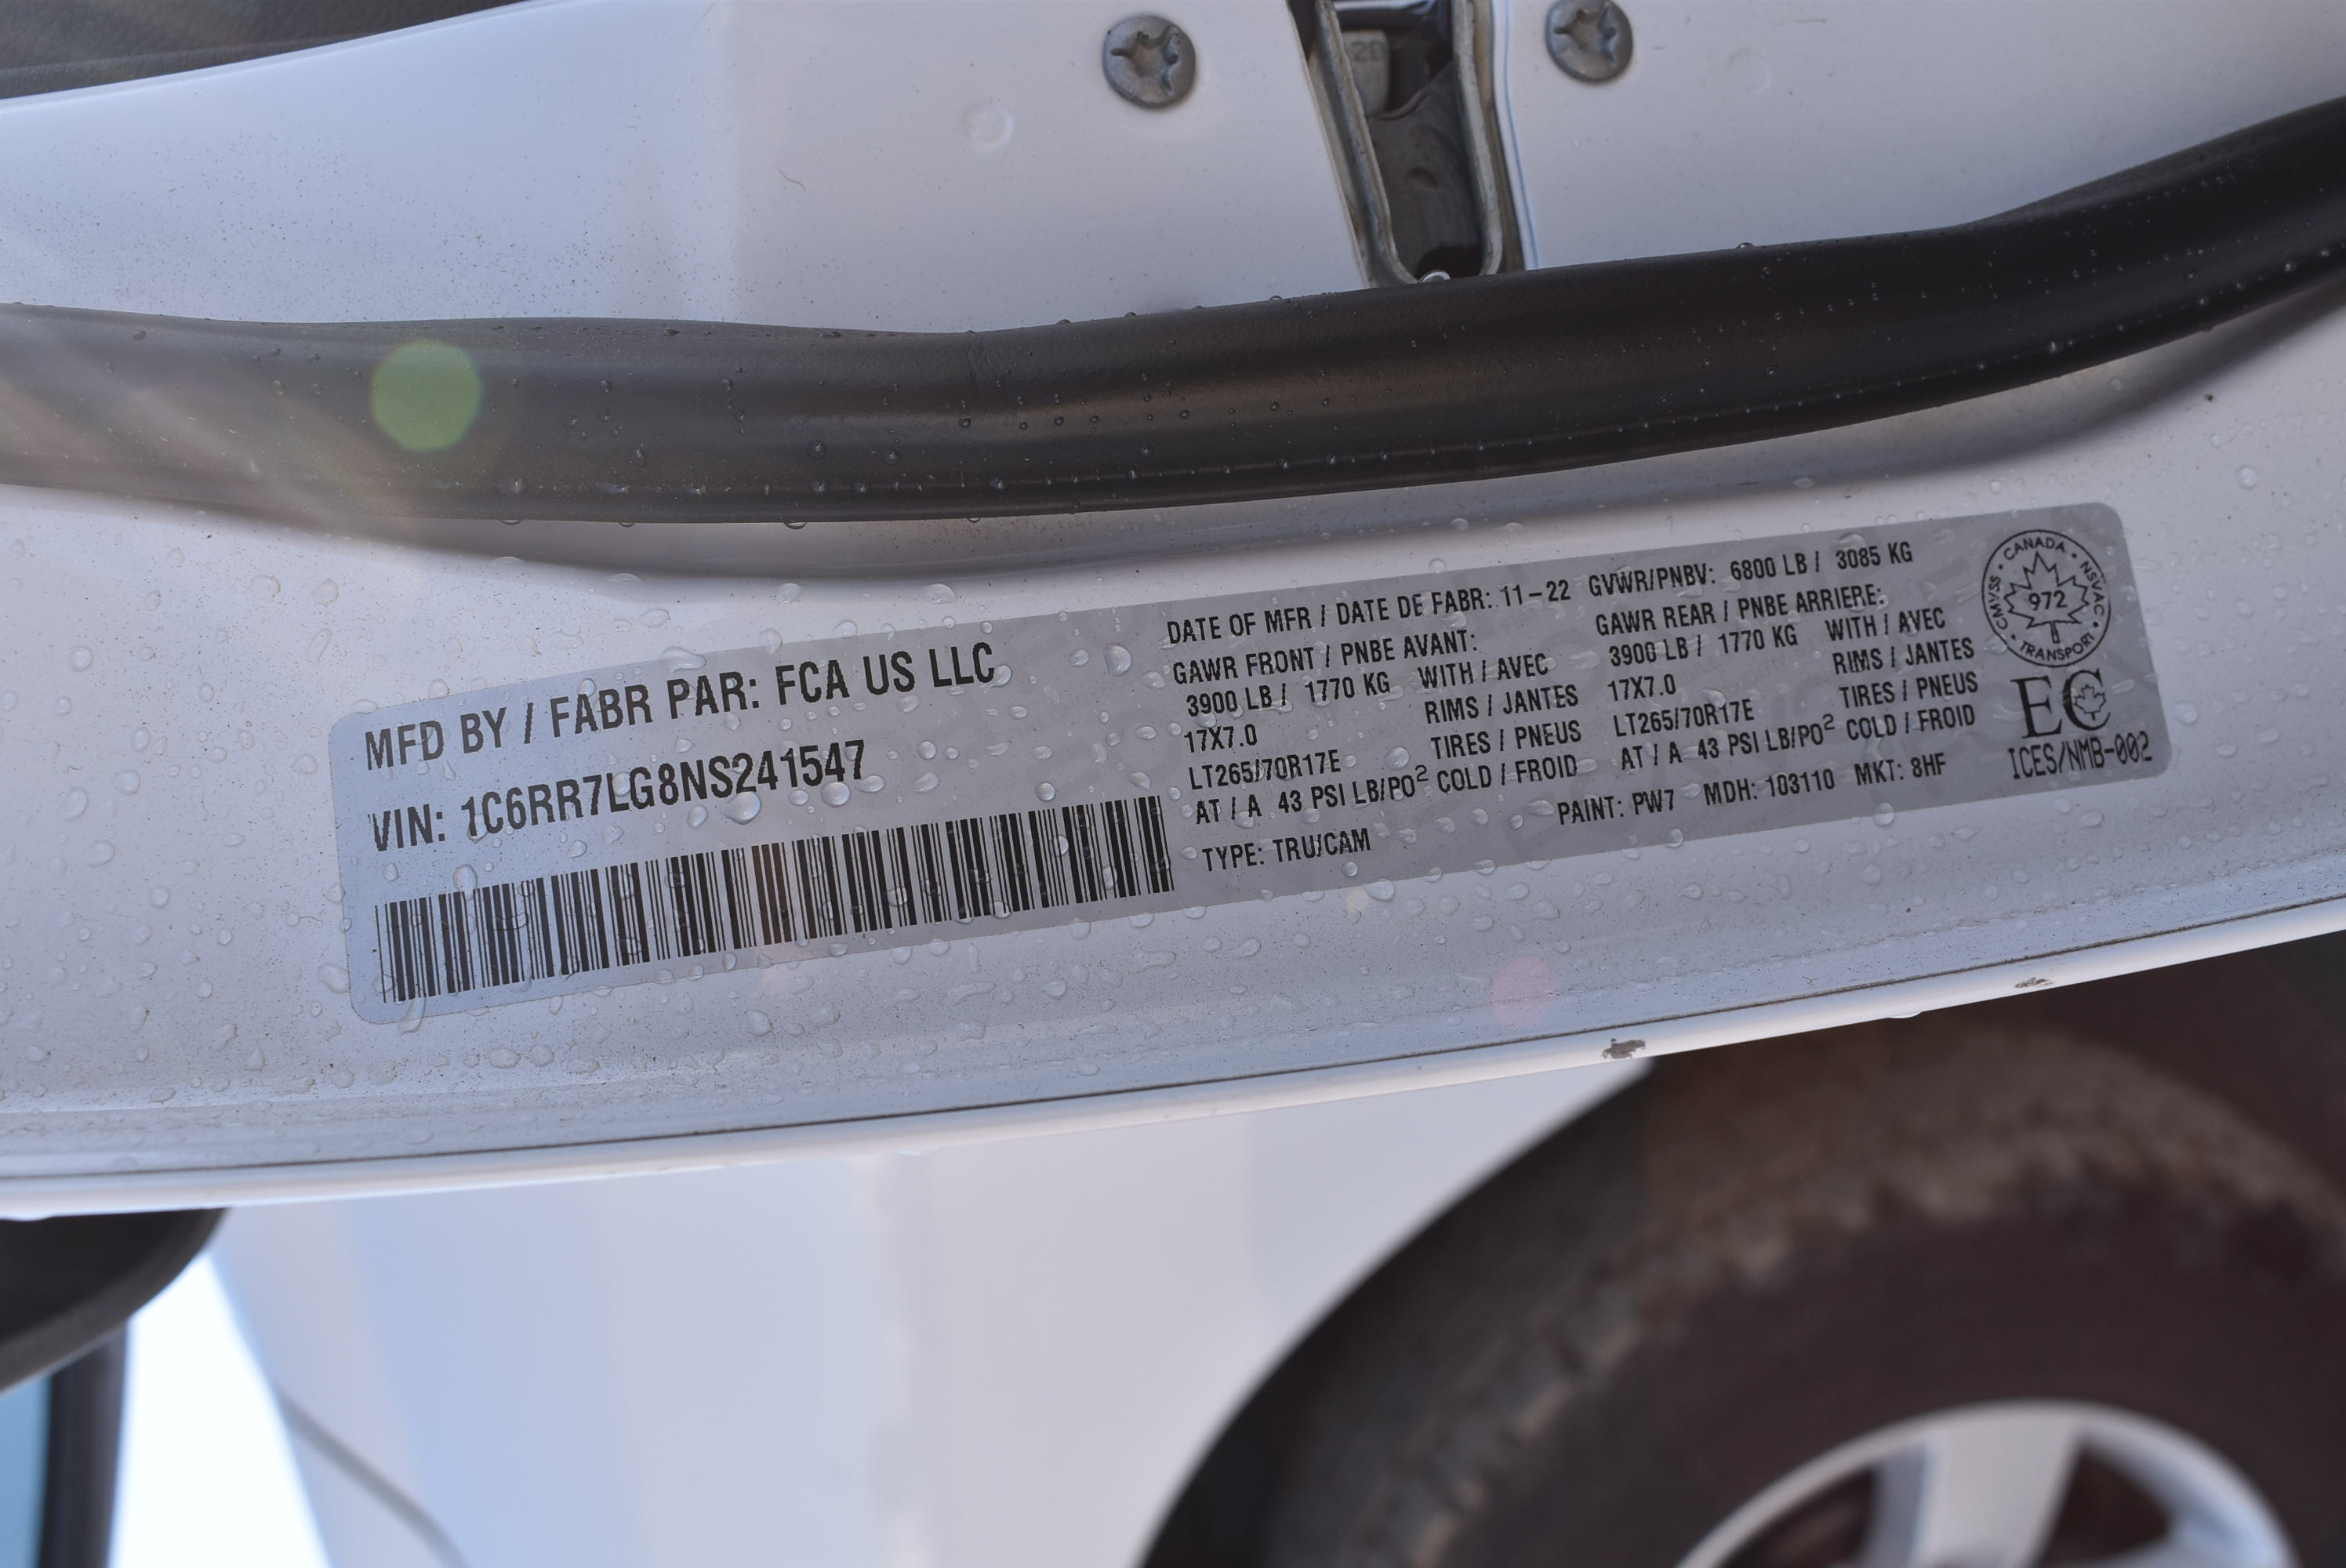 MFD BY / FABR PAR: FCA US LLC
VIN: 1C6RR7LG8NS241547
DATE OF MFR / DATE DE FABR: 11-22 GVWR/PNBV: 6800 LB / 3085 KG
GAWR FRONT / PNBE AVANT:
3900 LB / 1770 KG WITH / AVEC
RIMS / JANTES
17X7.0
TIRES / PNEUS
LT265/70R17E
AT / A 43 PSI LB/PO² COLD / FROID
TYPE: TRU/CAM
GAWR REAR / PNBE ARRIERE:
3900 LB / 1770 KG WITH / AVEC
RIMS / JANTES
17X7.0
TIRES / PNEUS
LT265/70R17E
AT / A 43 PSI LB/PO² COLD / FROID
PAINT: PW7 MDH: 103110 MKT: 8HF
CANADA • NSVAC • TRANSPORT • CMVSS •
972
EC
ICES/NMB-002